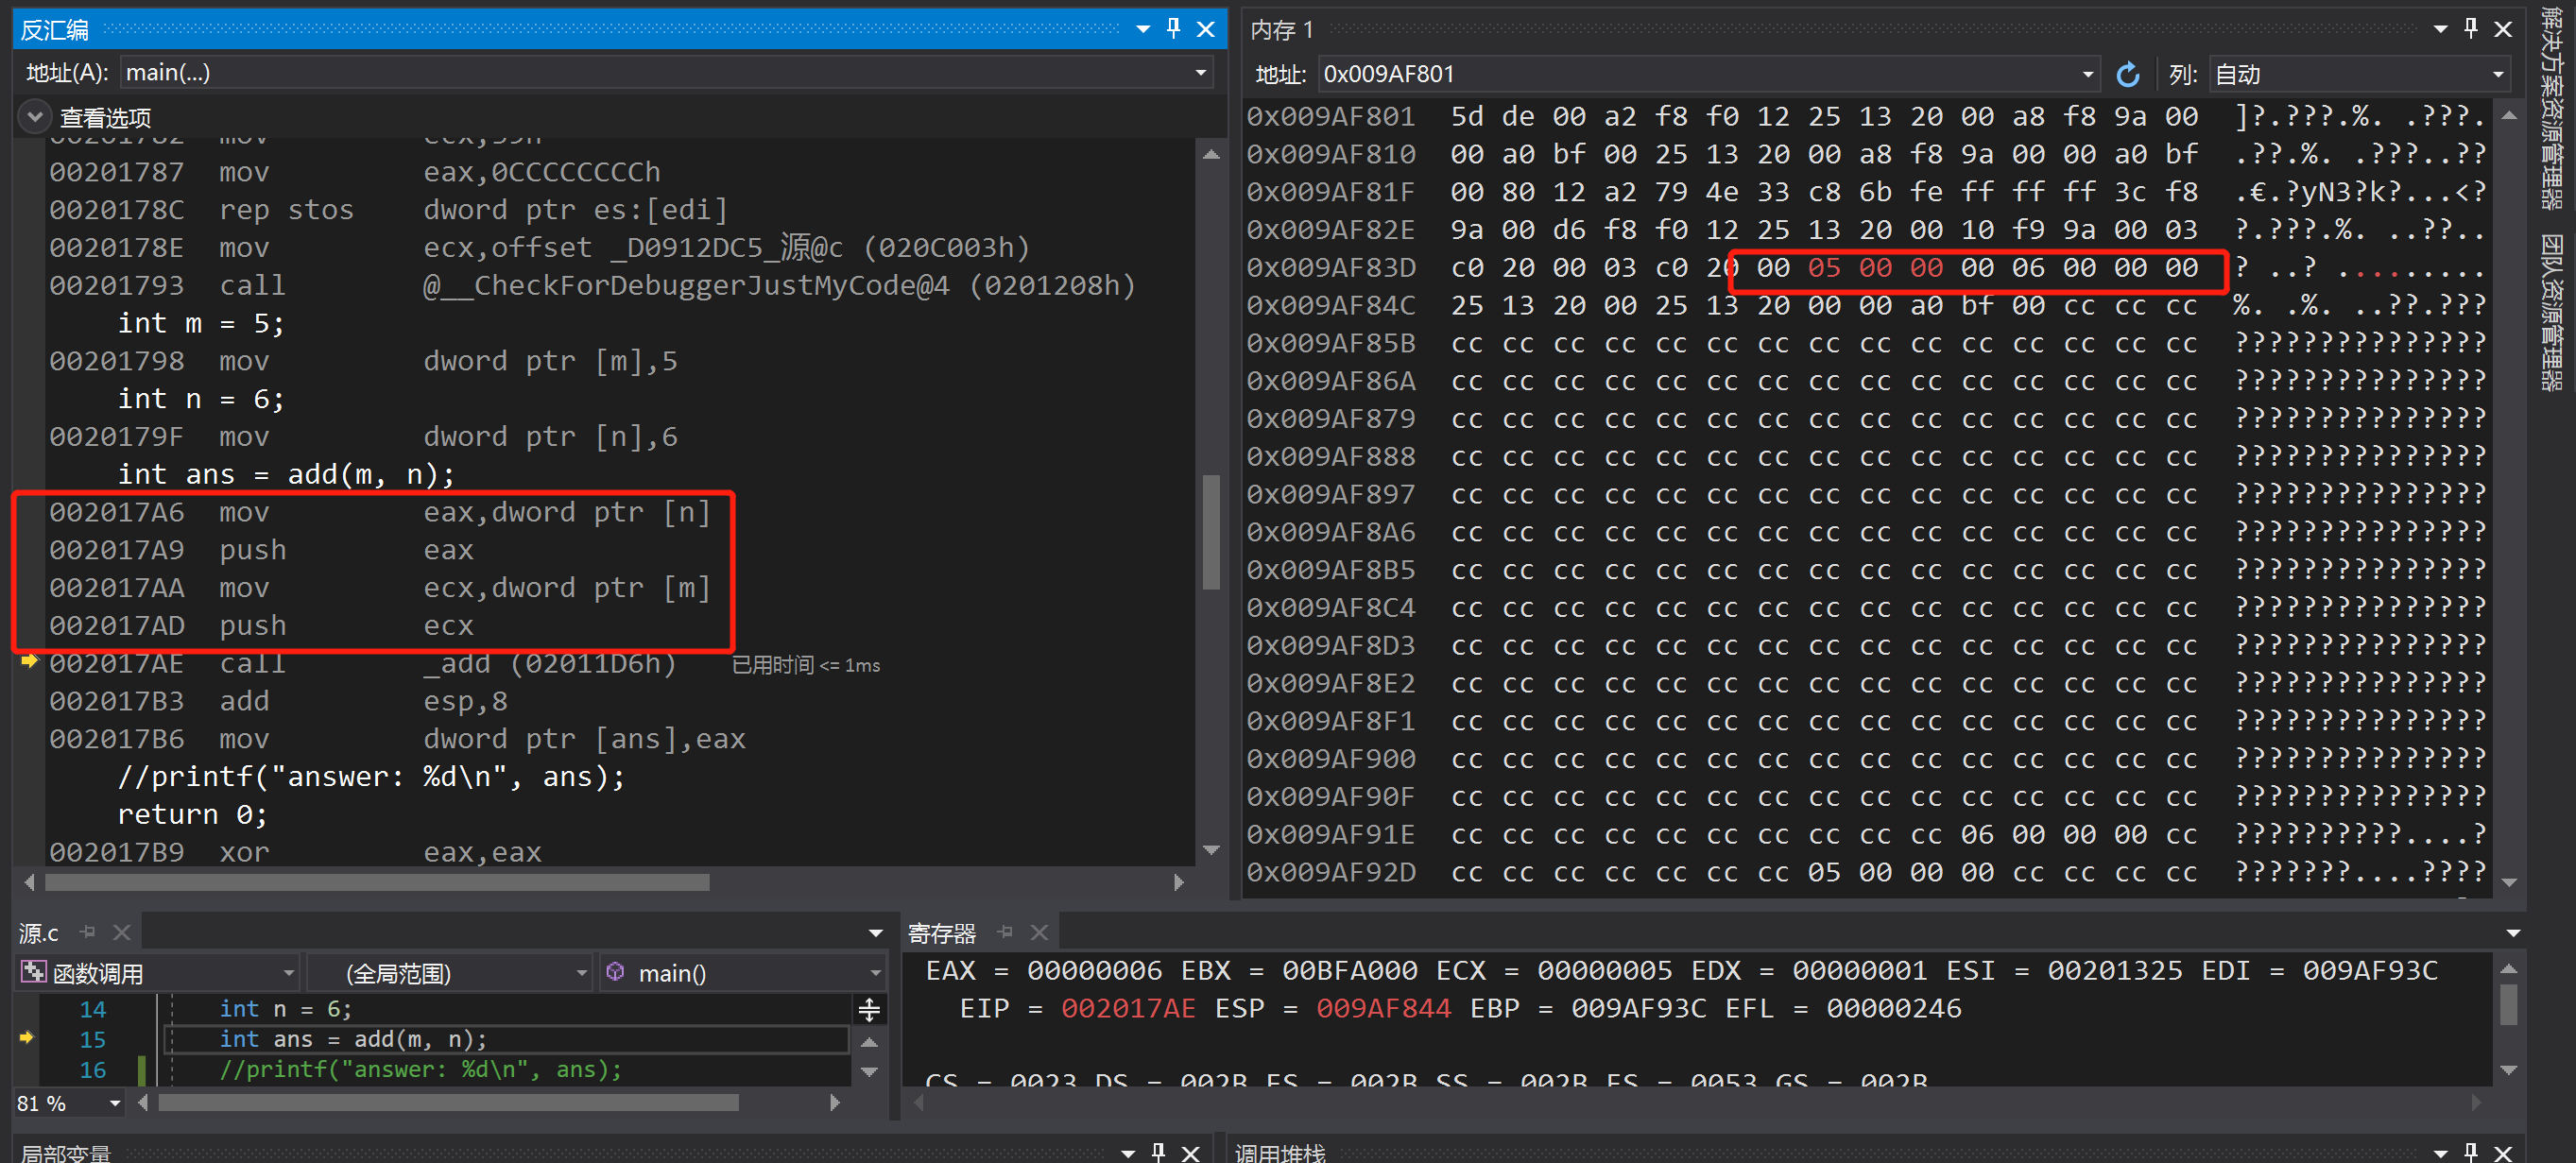 反汇编
地址(A): main(...)
查看选项
00201782 mov ecx,39h
00201787 mov eax,0CCCCCCCCh
0020178C rep stos dword ptr es:[edi]
0020178E mov ecx,offset _D0912DC5_源@c (020C003h)
00201793 call @__CheckForDebuggerJustMyCode@4 (0201208h)
int m = 5;
00201798 mov dword ptr [m],5
int n = 6;
0020179F mov dword ptr [n],6
int ans = add(m, n);
002017A6 mov eax,dword ptr [n]
002017A9 push eax
002017AA mov ecx,dword ptr [m]
002017AD push ecx
002017AE call _add (02011D6h) 已用时间 <= 1ms
002017B3 add esp,8
002017B6 mov dword ptr [ans],eax
//printf("answer: %d\n", ans);
return 0;
002017B9 xor eax,eax
内存 1
地址: 0x009AF801 列: 自动
0x009AF801 5d de 00 a2 f8 f0 12 25 13 20 00 a8 f8 9a 00 ]?.???.%. .???.
0x009AF810 00 a0 bf 00 25 13 20 00 a8 f8 9a 00 00 a0 bf .??.%. .???..??
0x009AF81F 00 80 12 a2 79 4e 33 c8 6b fe ff ff ff 3c f8 .€.?yN3?k?...<?
0x009AF82E 9a 00 d6 f8 f0 12 25 13 20 00 10 f9 9a 00 03 ?.???.%. ..??..
0x009AF83D c0 20 00 03 c0 20 00 05 00 00 00 06 00 00 00 ? ..? .........
0x009AF84C 25 13 20 00 25 13 20 00 00 a0 bf 00 cc cc cc %. .%. ..??.???
0x009AF85B cc cc cc cc cc cc cc cc cc cc cc cc cc cc cc ???????????????
0x009AF86A cc cc cc cc cc cc cc cc cc cc cc cc cc cc cc ???????????????
0x009AF879 cc cc cc cc cc cc cc cc cc cc cc cc cc cc cc ???????????????
0x009AF888 cc cc cc cc cc cc cc cc cc cc cc cc cc cc cc ???????????????
0x009AF897 cc cc cc cc cc cc cc cc cc cc cc cc cc cc cc ???????????????
0x009AF8A6 cc cc cc cc cc cc cc cc cc cc cc cc cc cc cc ???????????????
0x009AF8B5 cc cc cc cc cc cc cc cc cc cc cc cc cc cc cc ???????????????
0x009AF8C4 cc cc cc cc cc cc cc cc cc cc cc cc cc cc cc ???????????????
0x009AF8D3 cc cc cc cc cc cc cc cc cc cc cc cc cc cc cc ???????????????
0x009AF8E2 cc cc cc cc cc cc cc cc cc cc cc cc cc cc cc ???????????????
0x009AF8F1 cc cc cc cc cc cc cc cc cc cc cc cc cc cc cc ???????????????
0x009AF900 cc cc cc cc cc cc cc cc cc cc cc cc cc cc cc ???????????????
0x009AF90F cc cc cc cc cc cc cc cc cc cc cc cc cc cc cc ???????????????
0x009AF91E cc cc cc cc cc cc cc cc cc cc 06 00 00 00 cc ??????????....?
0x009AF92D cc cc cc cc cc cc cc 05 00 00 00 cc cc cc cc ???????....????
解决方案资源管理器
团队资源管理器
源.c
函数调用 (全局范围) main()
14 int n = 6;
15 int ans = add(m, n);
16 //printf("answer: %d\n", ans);
81 %
寄存器
EAX = 00000006 EBX = 00BFA000 ECX = 00000005 EDX = 00000001 ESI = 00201325 EDI = 009AF93C
EIP = 002017AE ESP = 009AF844 EBP = 009AF93C EFL = 00000246
CS = 0023 DS = 002B ES = 002B SS = 002B FS = 0053 GS = 002B
局部变量
调用堆栈